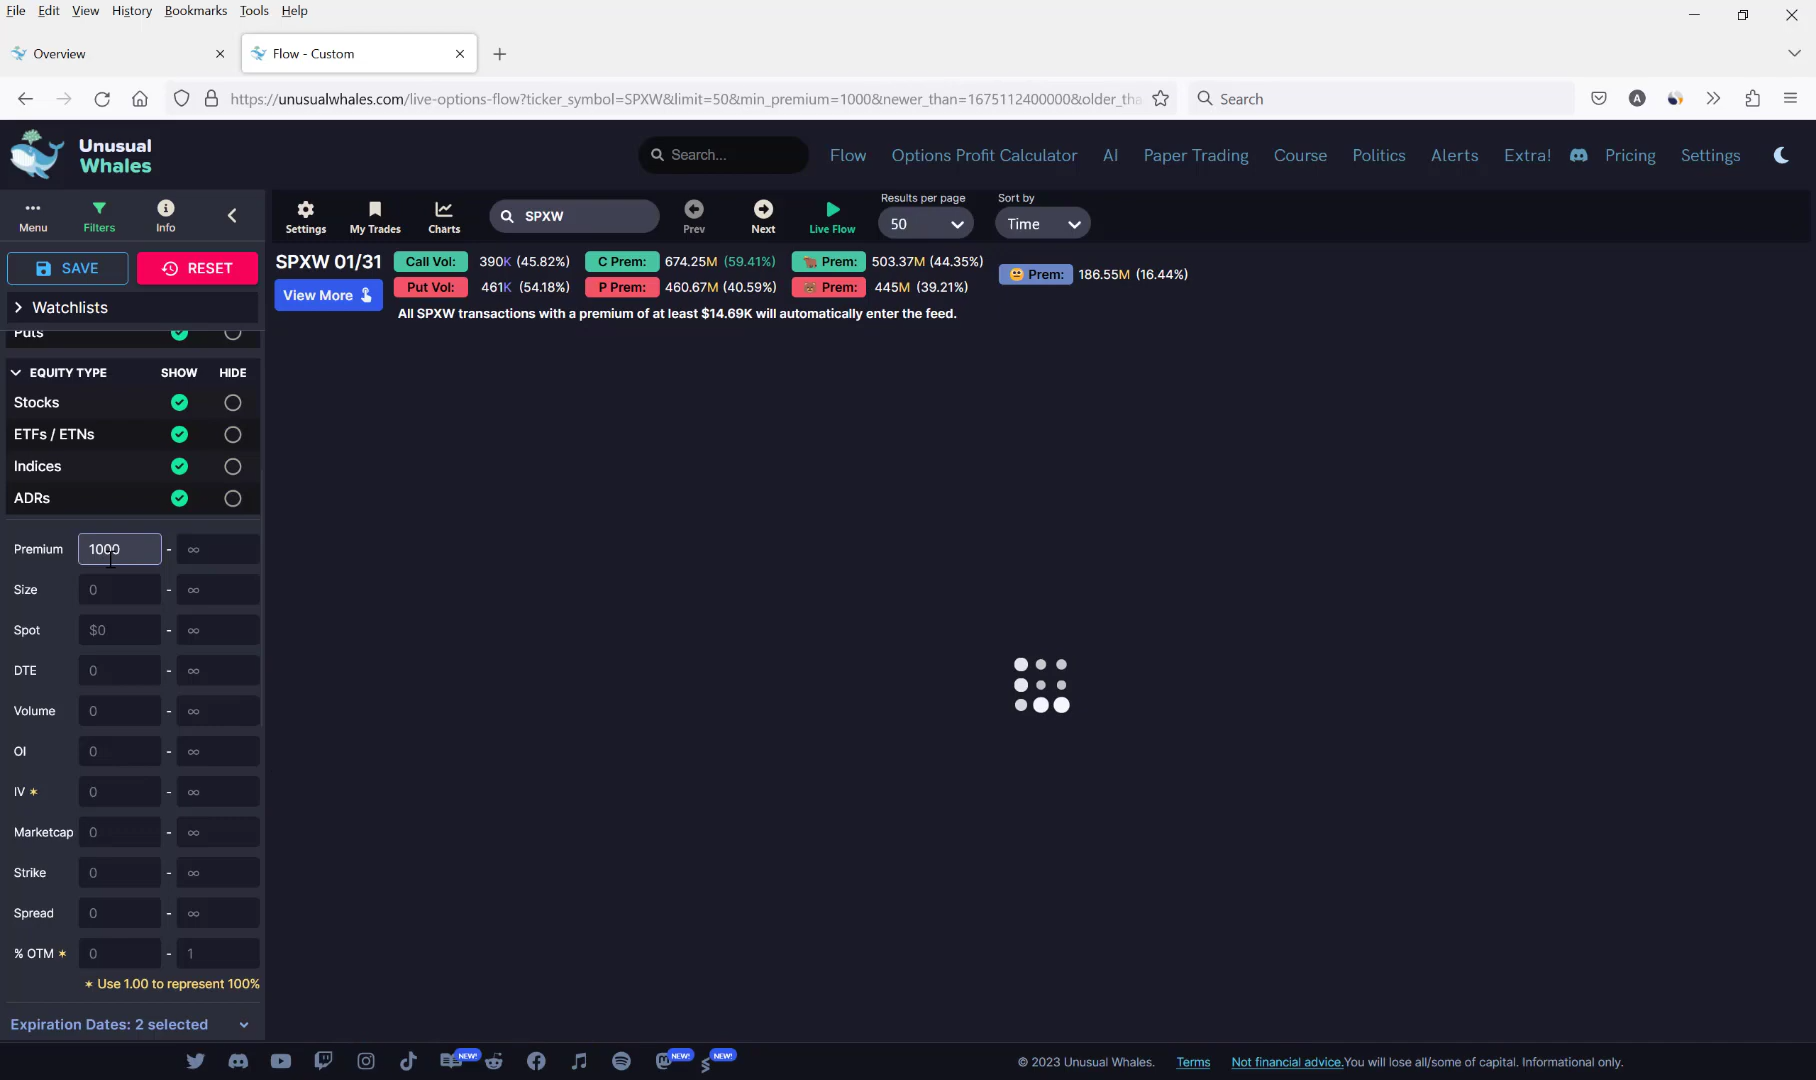 File Edit View History Bookmarks Tools Help
Overview
Flow - Custom
https://unusualwhales.com/live-options-flow?ticker_symbol=SPXW&limit=50&min_premium=1000&newer_than=1675112400000&older_tha
Search
A
Unusual
Whales
Search...
Flow Options Profit Calculator AI Paper Trading Course Politics Alerts Extra! Pricing Settings
Menu Filters Info
Settings My Trades Charts
SPXW
Prev Next Live Flow
Results per page
50
Sort by
Time
SAVE RESET
Watchlists
SPXW 01/31
View More
Call Vol: 390K (45.82%) C Prem: 674.25M (59.41%) Prem: 503.37M (44.35%)
Put Vol: 461K (54.18%) P Prem: 460.67M (40.59%) Prem: 445M (39.21%)
Prem: 186.55M (16.44%)
All SPXW transactions with a premium of at least $14.69K will automatically enter the feed.
Puts
EQUITY TYPE SHOW HIDE
Stocks
ETFs / ETNs
Indices
ADRs
Premium 1000 - ∞
Size 0 - ∞
Spot $0 - ∞
DTE 0 - ∞
Volume 0 - ∞
OI 0 - ∞
IV ✶ 0 - ∞
Marketcap 0 - ∞
Strike 0 - ∞
Spread 0 - ∞
% OTM ✶ 0 - 1
✶ Use 1.00 to represent 100%
Expiration Dates: 2 selected
NEW! NEW! NEW!
© 2023 Unusual Whales. Terms Not financial advice. You will lose all/some of capital. Informational only.